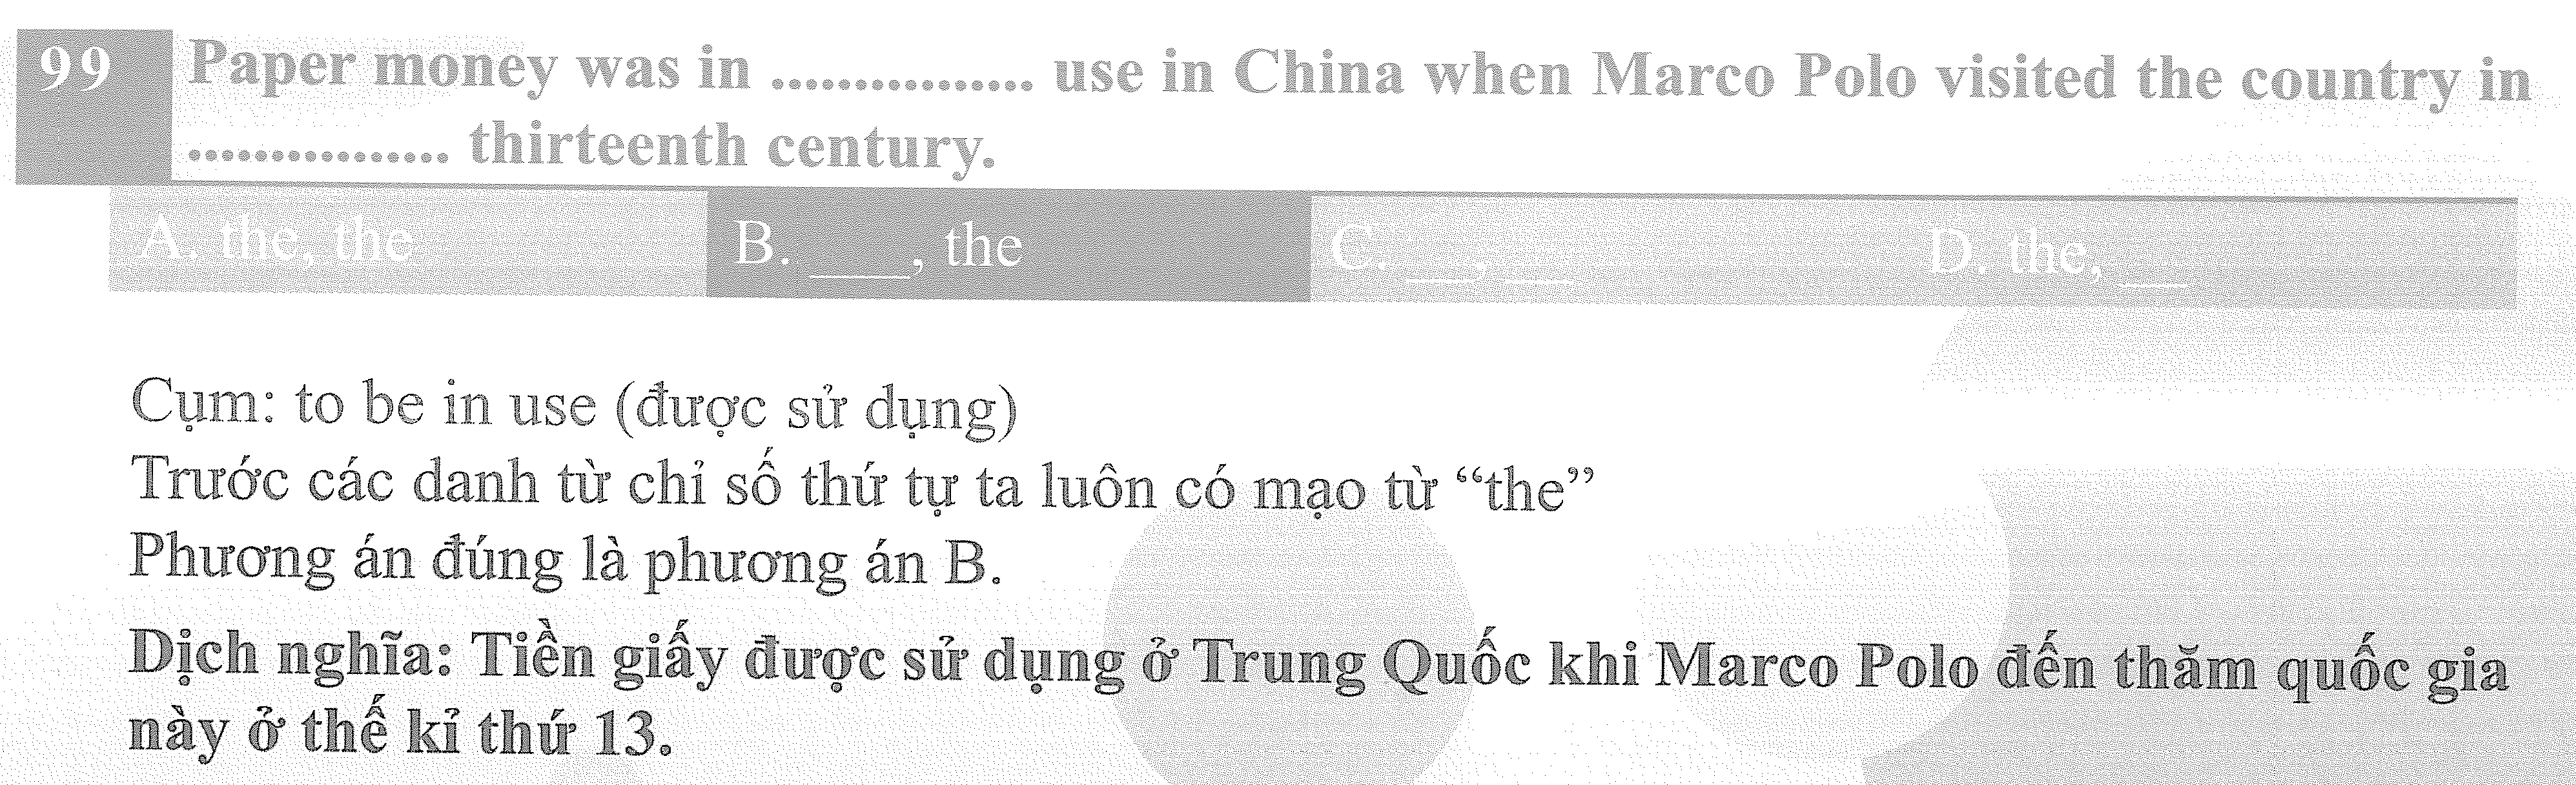 99 Paper money was in ............... use in China when Marco Polo visited the country in
............... thirteenth century.
A. the, the B. ____, the C. ___, ___ D. the, ___
Cụm: to be in use (được sử dụng)
Trước các danh từ chỉ số thứ tự ta luôn có mạo từ “the”
Phương án đúng là phương án B.
Dịch nghĩa: Tiền giấy được sử dụng ở Trung Quốc khi Marco Polo đến thăm quốc gia
này ở thế kỉ thứ 13.